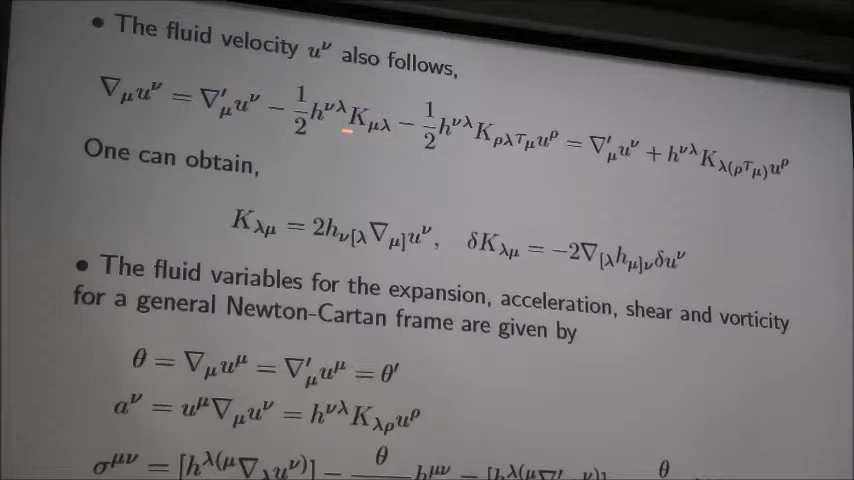 • The fluid velocity u^ν also follows,
∇_μ u^ν = ∇′_μ u^ν − 1/2 h^{νλ} K_{μλ} − 1/2 h^{νλ} K_{ρλ} τ_μ u^ρ = ∇′_μ u^ν + h^{νλ} K_{λ(ρ} τ_{μ)} u^ρ
One can obtain,
K_{λμ} = 2h_{ν[λ} ∇_{μ]} u^ν, δK_{λμ} = −2∇_{[λ} h_{μ]ν} δu^ν
• The fluid variables for the expansion, acceleration, shear and vorticity
for a general Newton-Cartan frame are given by
θ = ∇_μ u^μ = ∇′_μ u^μ = θ′
a^ν = u^μ ∇_μ u^ν = h^{νλ} K_{λρ} u^ρ
σ^{μν} = [h^{λ(μ} ∇_λ u^{ν)}] − θ h^{μν} = [h^{λ(μ} ∇′ u^{ν)}] − θ